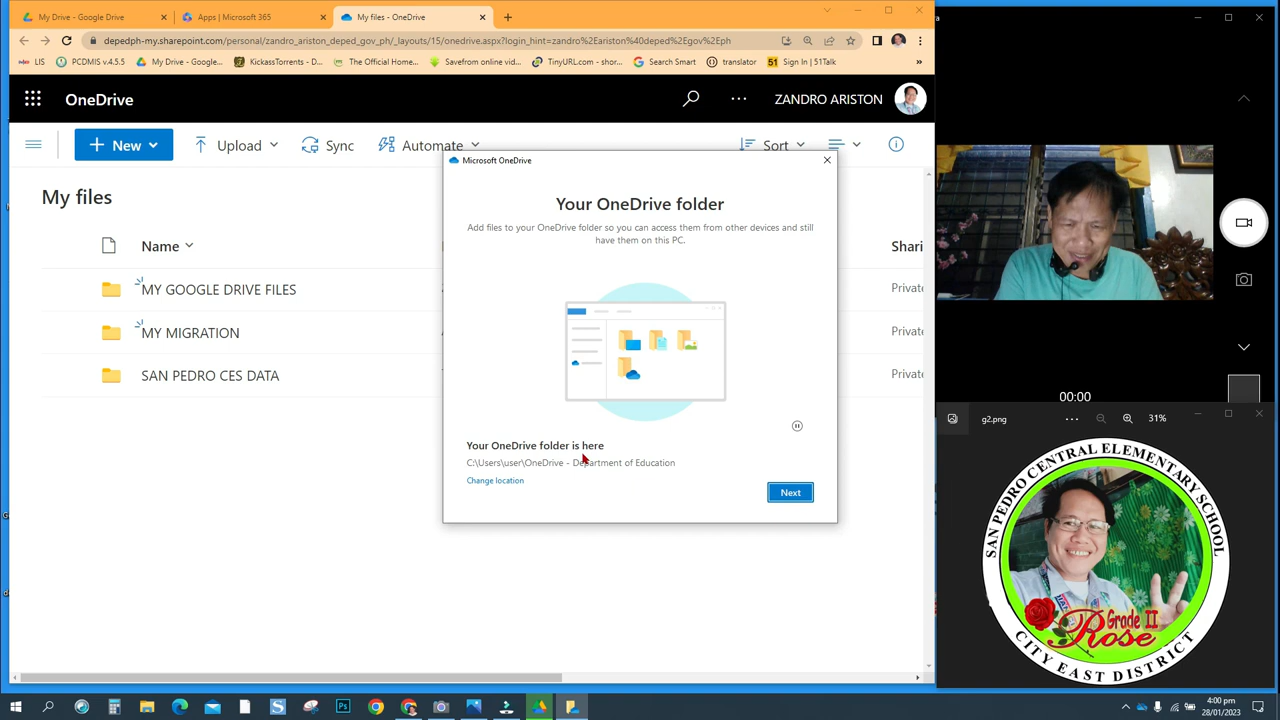 My Drive - Google Drive
Apps | Microsoft 365
My files - OneDrive
depedph-my.sharepoint.com/personal/zandro_ariston_deped_gov_ph/_layouts/15/onedrive.aspx?login_hint=zandro%2Eariston%40deped%2Egov%2Eph
LIS
PCDMIS v.4.5.5
My Drive - Google...
KickassTorrents - D...
The Official Home...
Savefrom online vid...
TinyURL.com - shor...
Search Smart
translator
51 Sign In | 51Talk
OneDrive
ZANDRO ARISTON
New
Upload
Sync
Automate
Sort
My files
Name
Shari
MY GOOGLE DRIVE FILES
Private
MY MIGRATION
Private
SAN PEDRO CES DATA
Private
Microsoft OneDrive
Your OneDrive folder
Add files to your OneDrive folder so you can access them from other devices and still
have them on this PC.
Your OneDrive folder is here
C:\Users\user\OneDrive - Department of Education
Change location
Next
00:00
g2.png
31%
SAN PEDRO CENTRAL ELEMENTARY SCHOOL
Grade II
Rose
CITY EAST DISTRICT
Ps
4:00 pm
28/01/2023